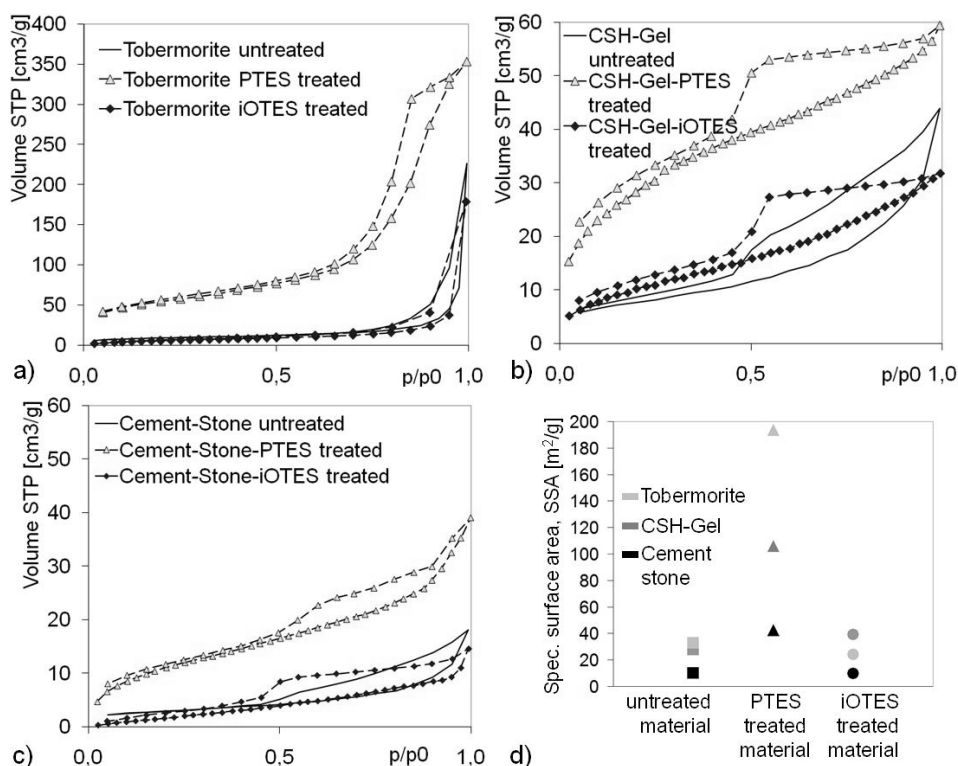 400
350
300
250
200
150
100
50
0
Volume STP [cm3/g]
Tobermorite untreated
Tobermorite PTES treated
Tobermorite iOTES treated
0,0
0,5
p/p0 1,0
a)
60
50
40
30
20
10
0
Volume STP [cm3/g]
CSH-Gel
untreated
CSH-Gel-PTES
treated
CSH-Gel-iOTES
treated
0,0
0,5
p/p0 1,0
b)
60
50
40
30
20
10
0
Volume STP [cm3/g]
Cement-Stone untreated
Cement-Stone-PTES treated
Cement-Stone-iOTES treated
0,0
0,5
p/p0
1,0
c)
200
180
160
140
120
100
80
60
40
20
0
Spec. surface area, SSA [m²/g]
Tobermorite
CSH-Gel
Cement
stone
untreated
material
PTES
treated
material
iOTES
treated
material
d)